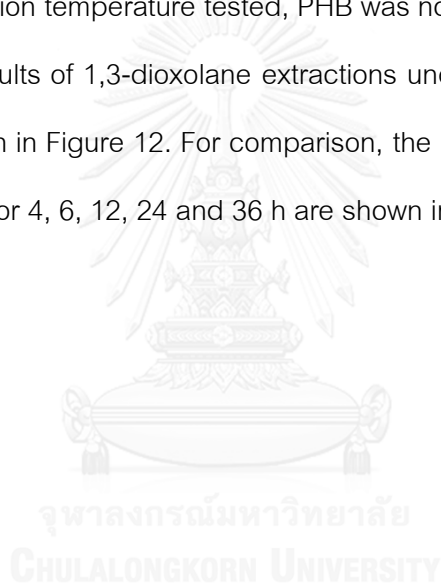 ion temperature tested, PHB was no
ults of 1,3-dioxolane extractions un
n in Figure 12. For comparison, the
or 4, 6, 12, 24 and 36 h are shown i
จุฬาลงกรณ์มหาวิทยาลัย
CHULALONGKORN UNIVERSITY